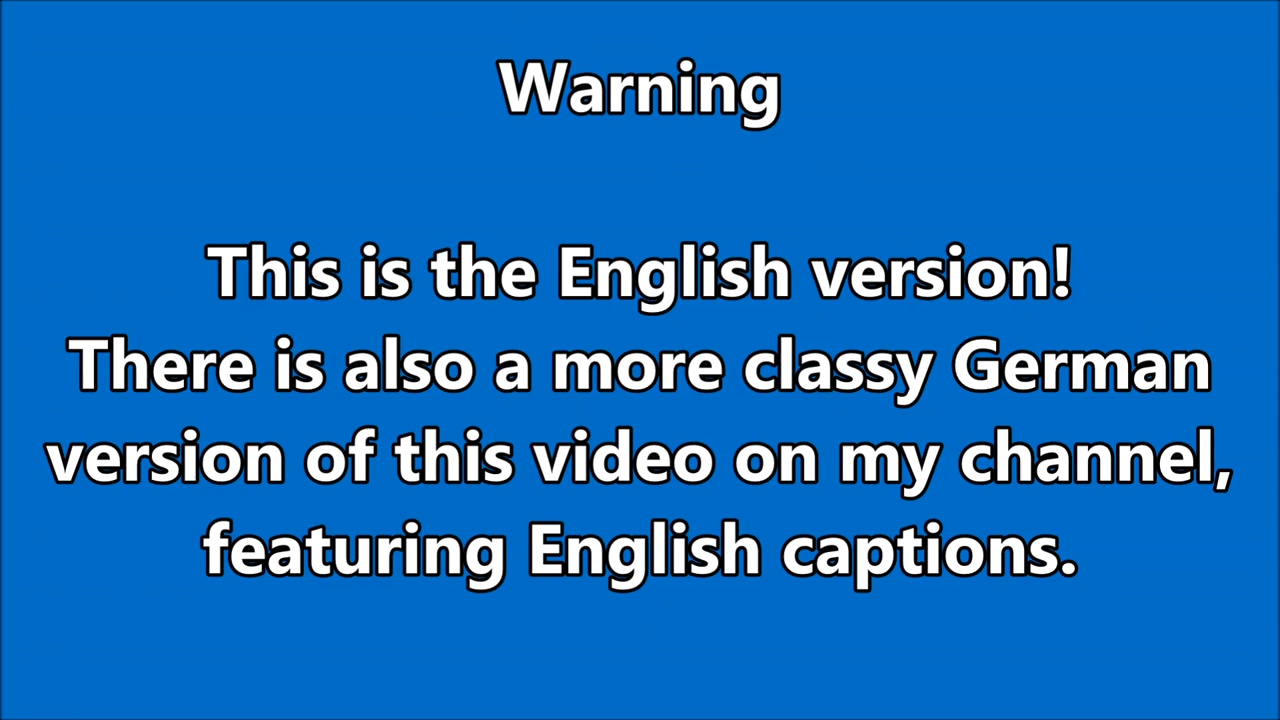 Warning
This is the English version!
There is also a more classy German
version of this video on my channel,
featuring English captions.